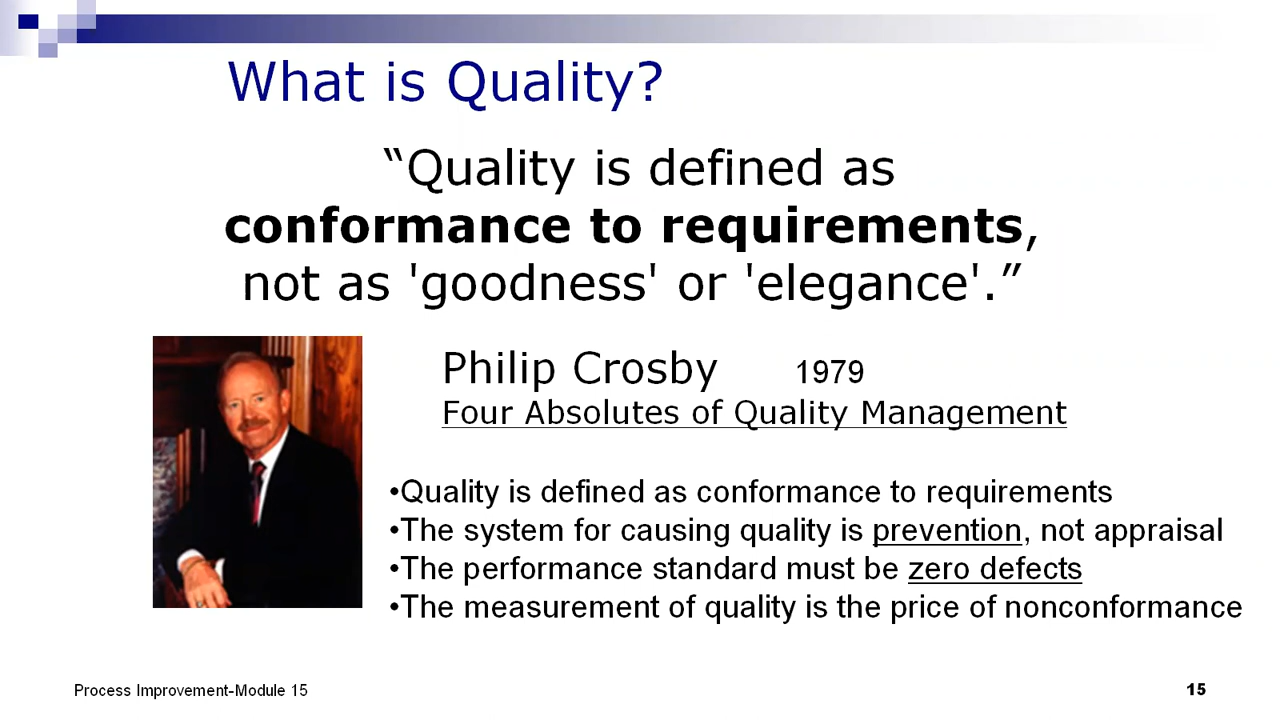 What is Quality?
“Quality is defined as
conformance to requirements,
not as 'goodness' or 'elegance'.”
Philip Crosby 1979
Four Absolutes of Quality Management
•Quality is defined as conformance to requirements
•The system for causing quality is prevention, not appraisal
•The performance standard must be zero defects
•The measurement of quality is the price of nonconformance
Process Improvement-Module 15
15